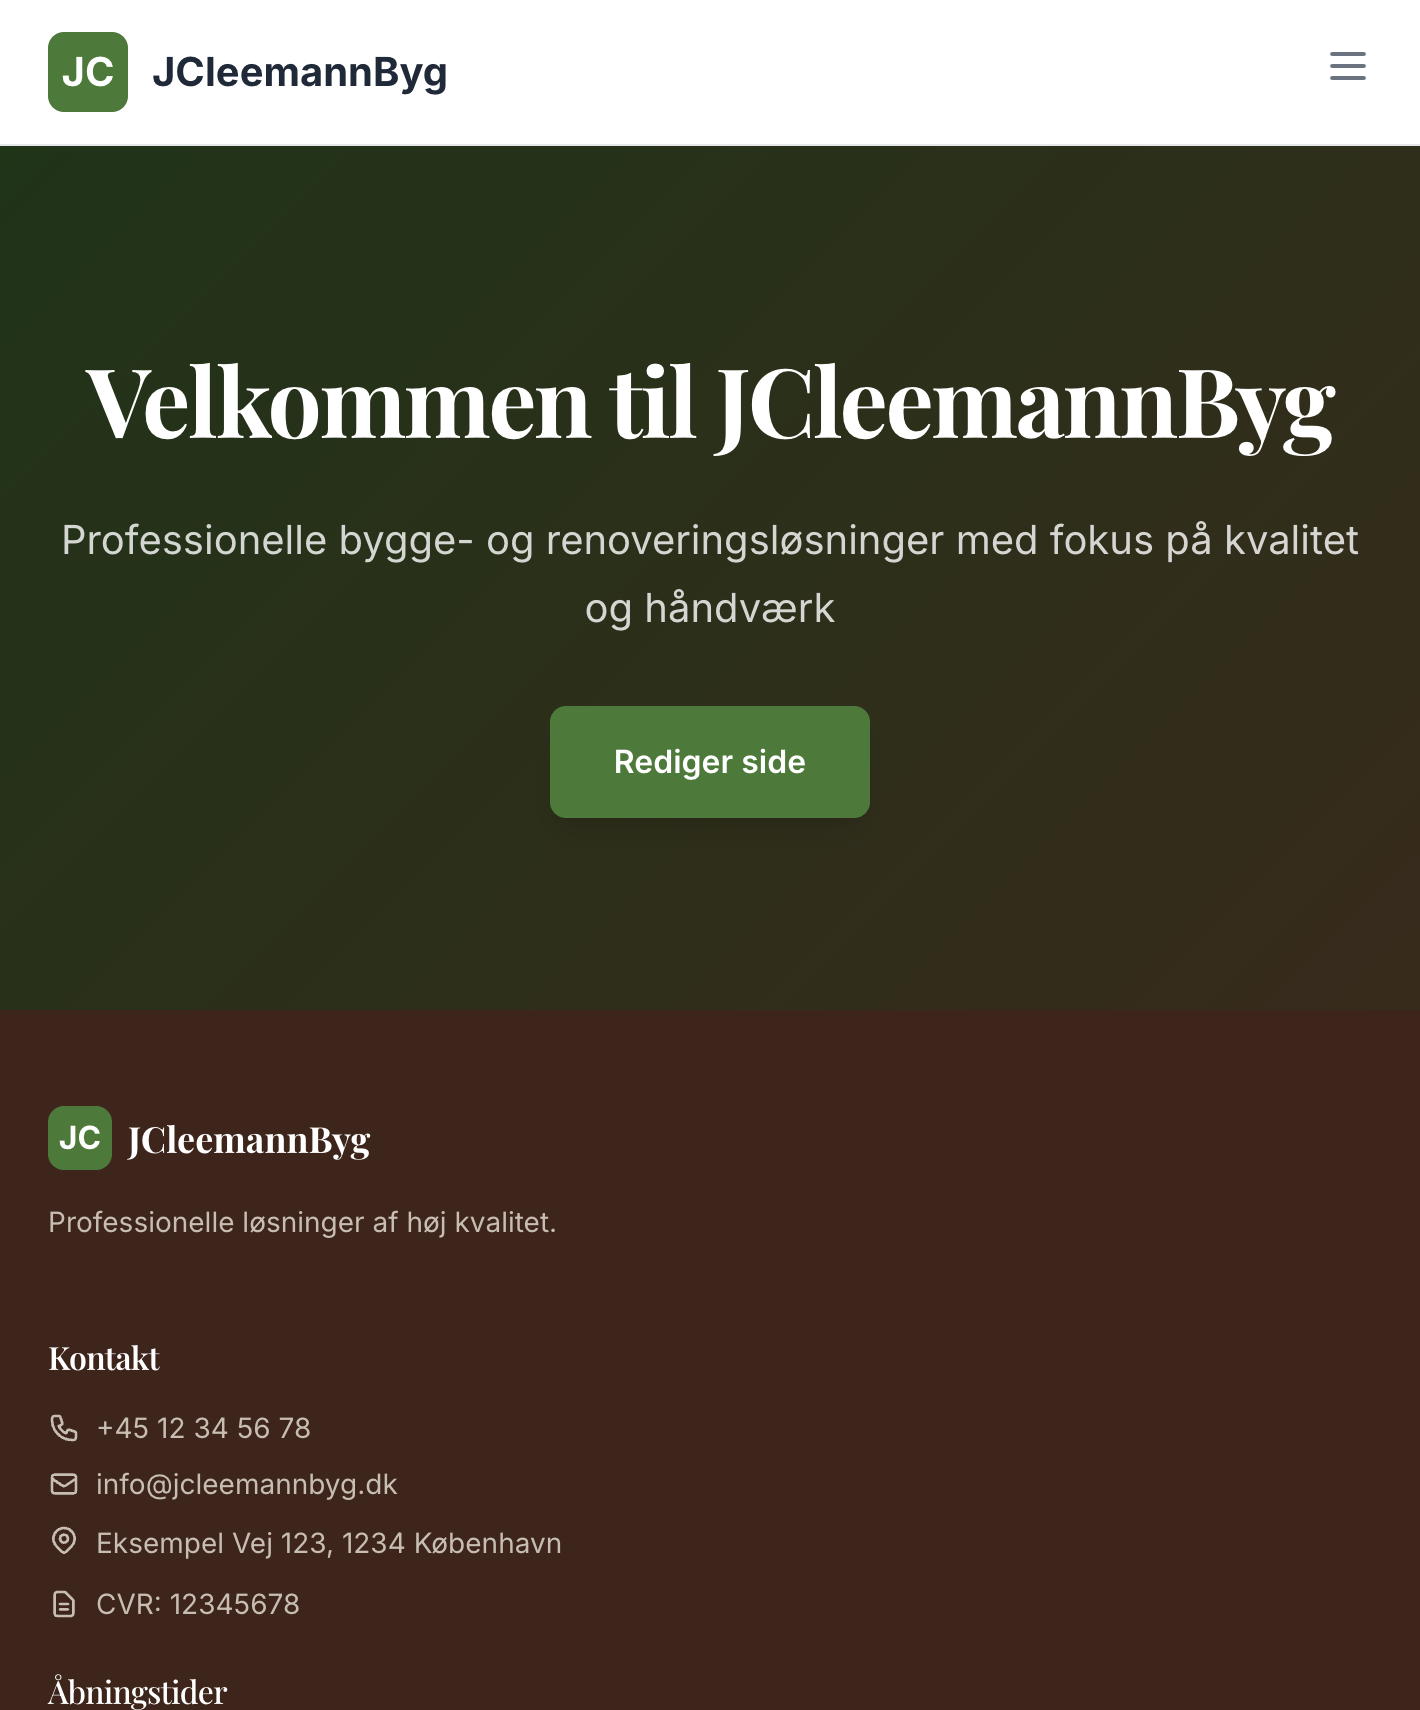 JC JCleemannByg
Velkommen til JCleemannByg
Professionelle bygge- og renoveringsløsninger med fokus på kvalitet
og håndværk
Rediger side
JC JCleemannByg
Professionelle løsninger af høj kvalitet.
Kontakt
+45 12 34 56 78
info@jcleemannbyg.dk
Eksempel Vej 123, 1234 København
CVR: 12345678
Åbningstider